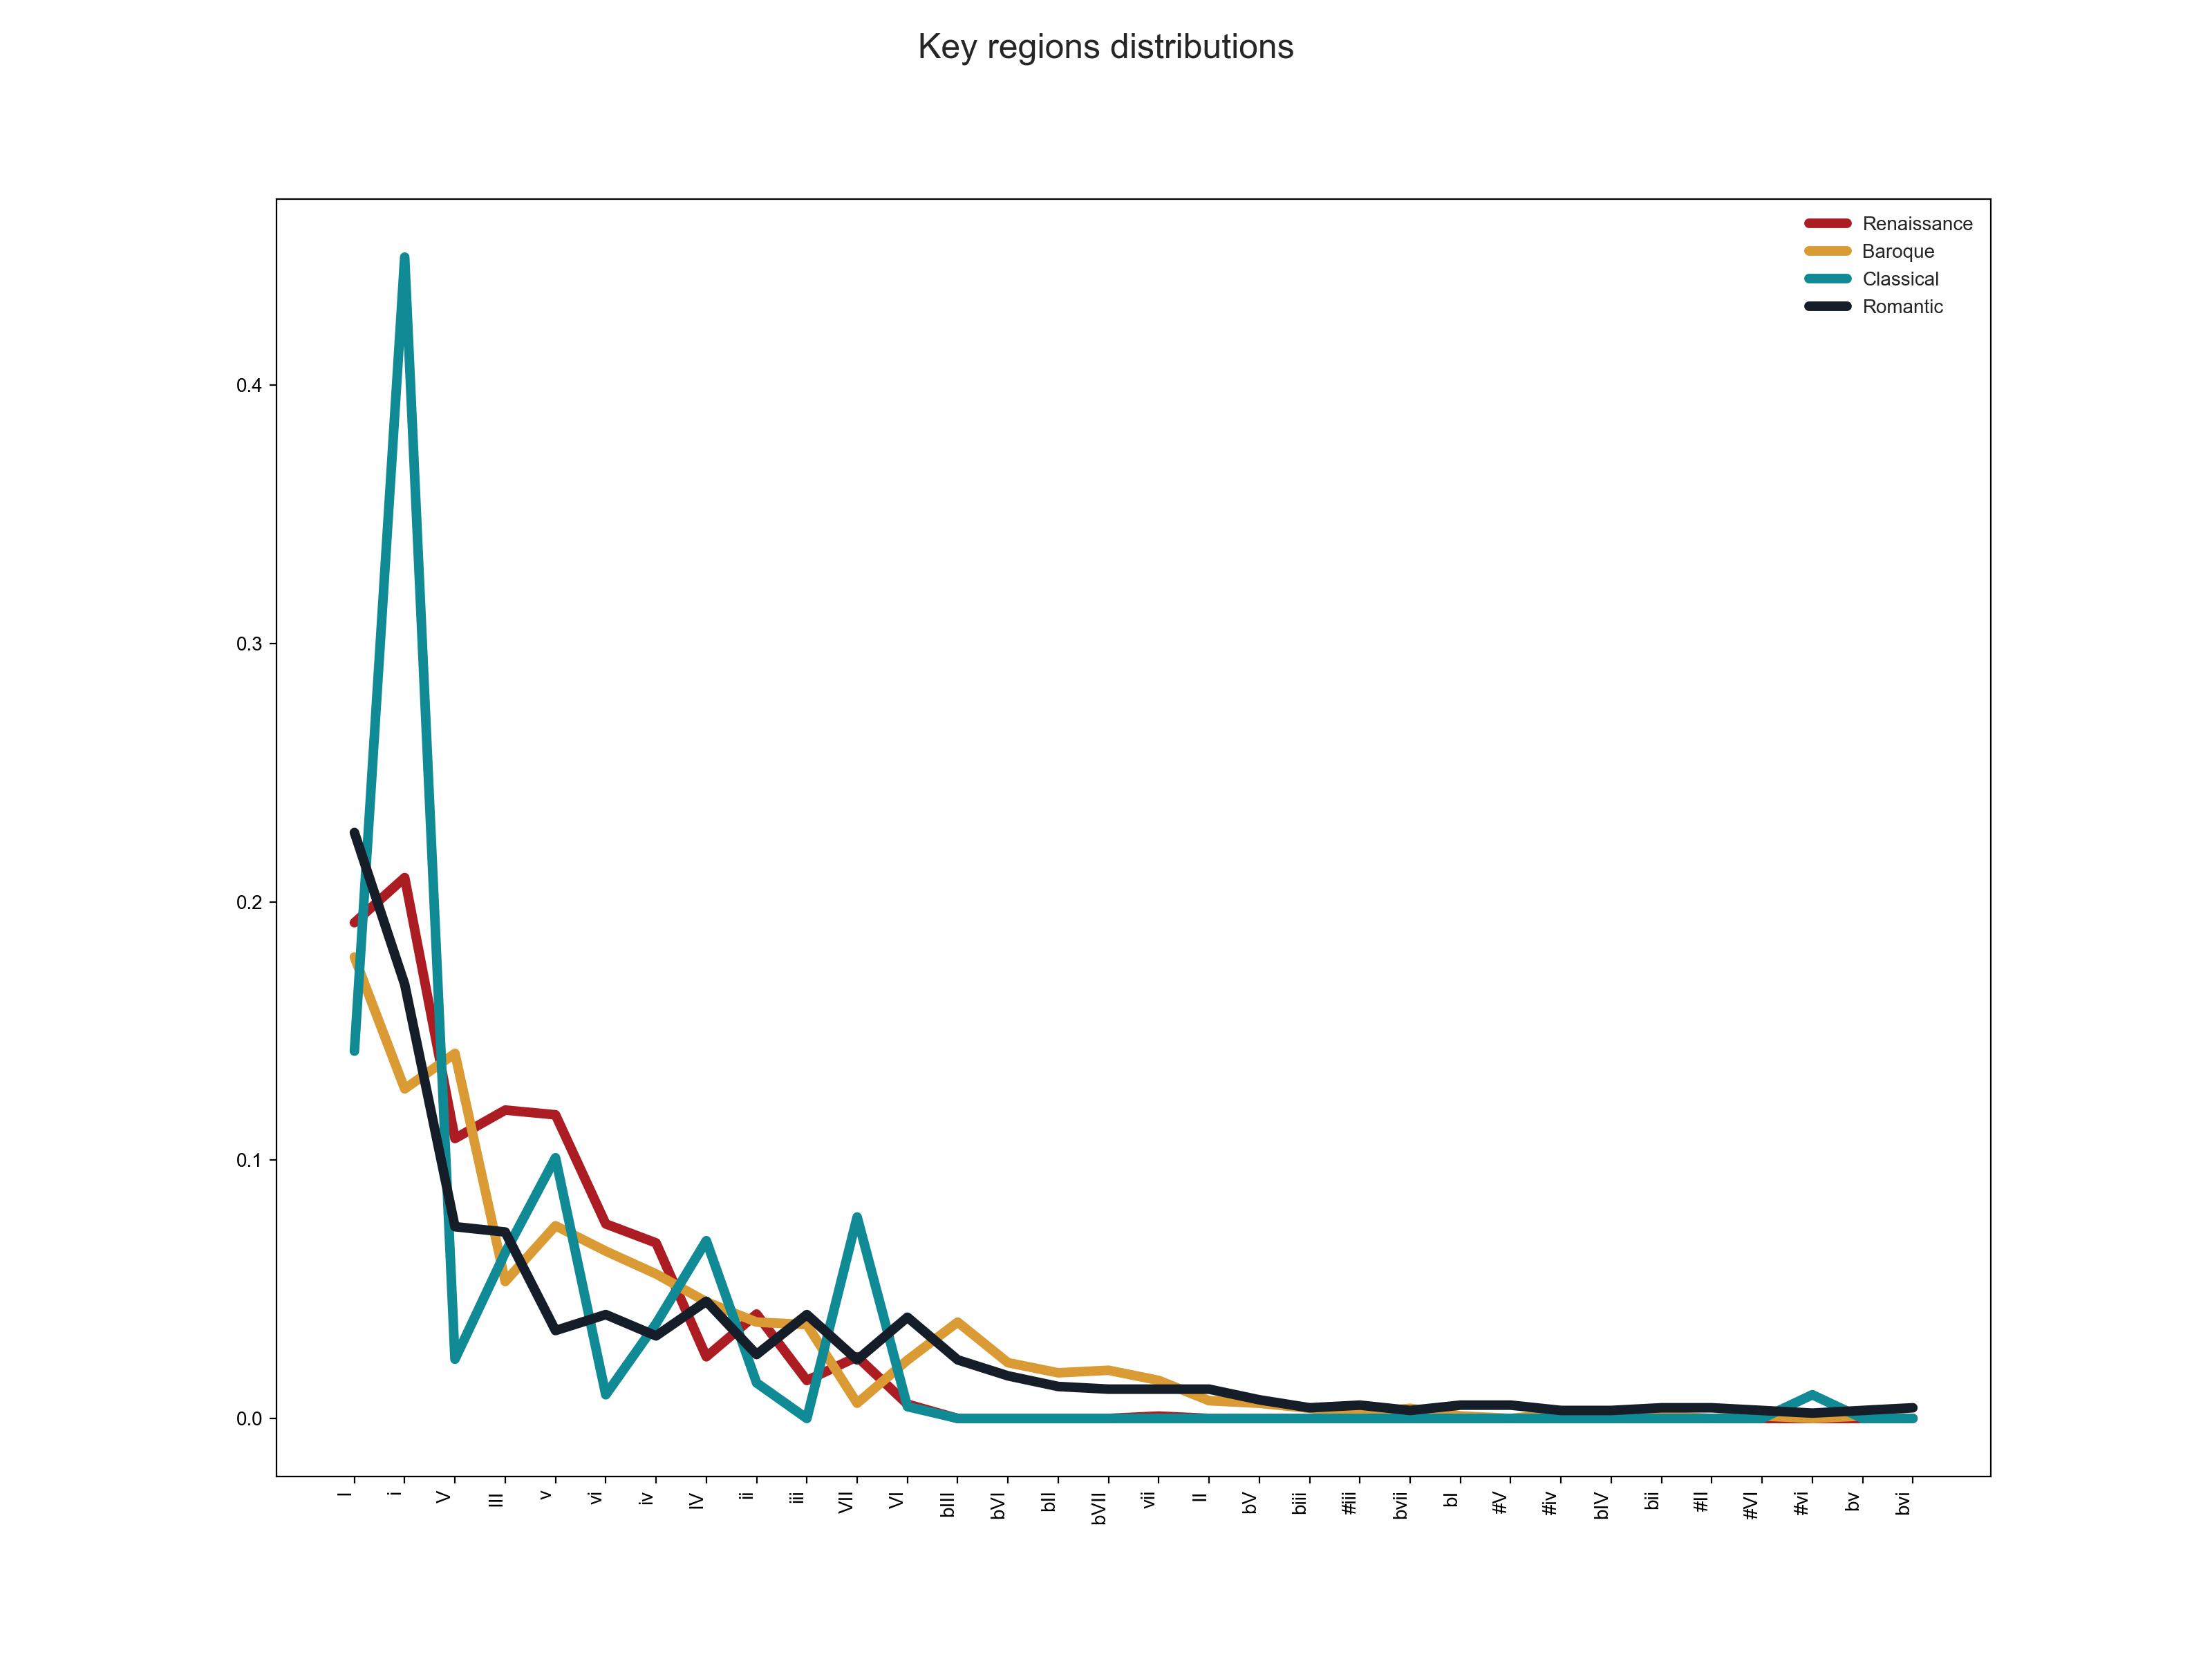 Key regions distributions
Renaissance
Baroque
Classical
Romantic
0.4
0.3
0.2
0.1
0.0
I
i
V
III
v
vi
iv
IV
ii
iii
VII
VI
bIII
bVI
bII
bVII
vii
II
bV
biii
#iii
bvii
bI
#V
#iv
bIV
bii
#II
#VI
#vi
bv
bvi